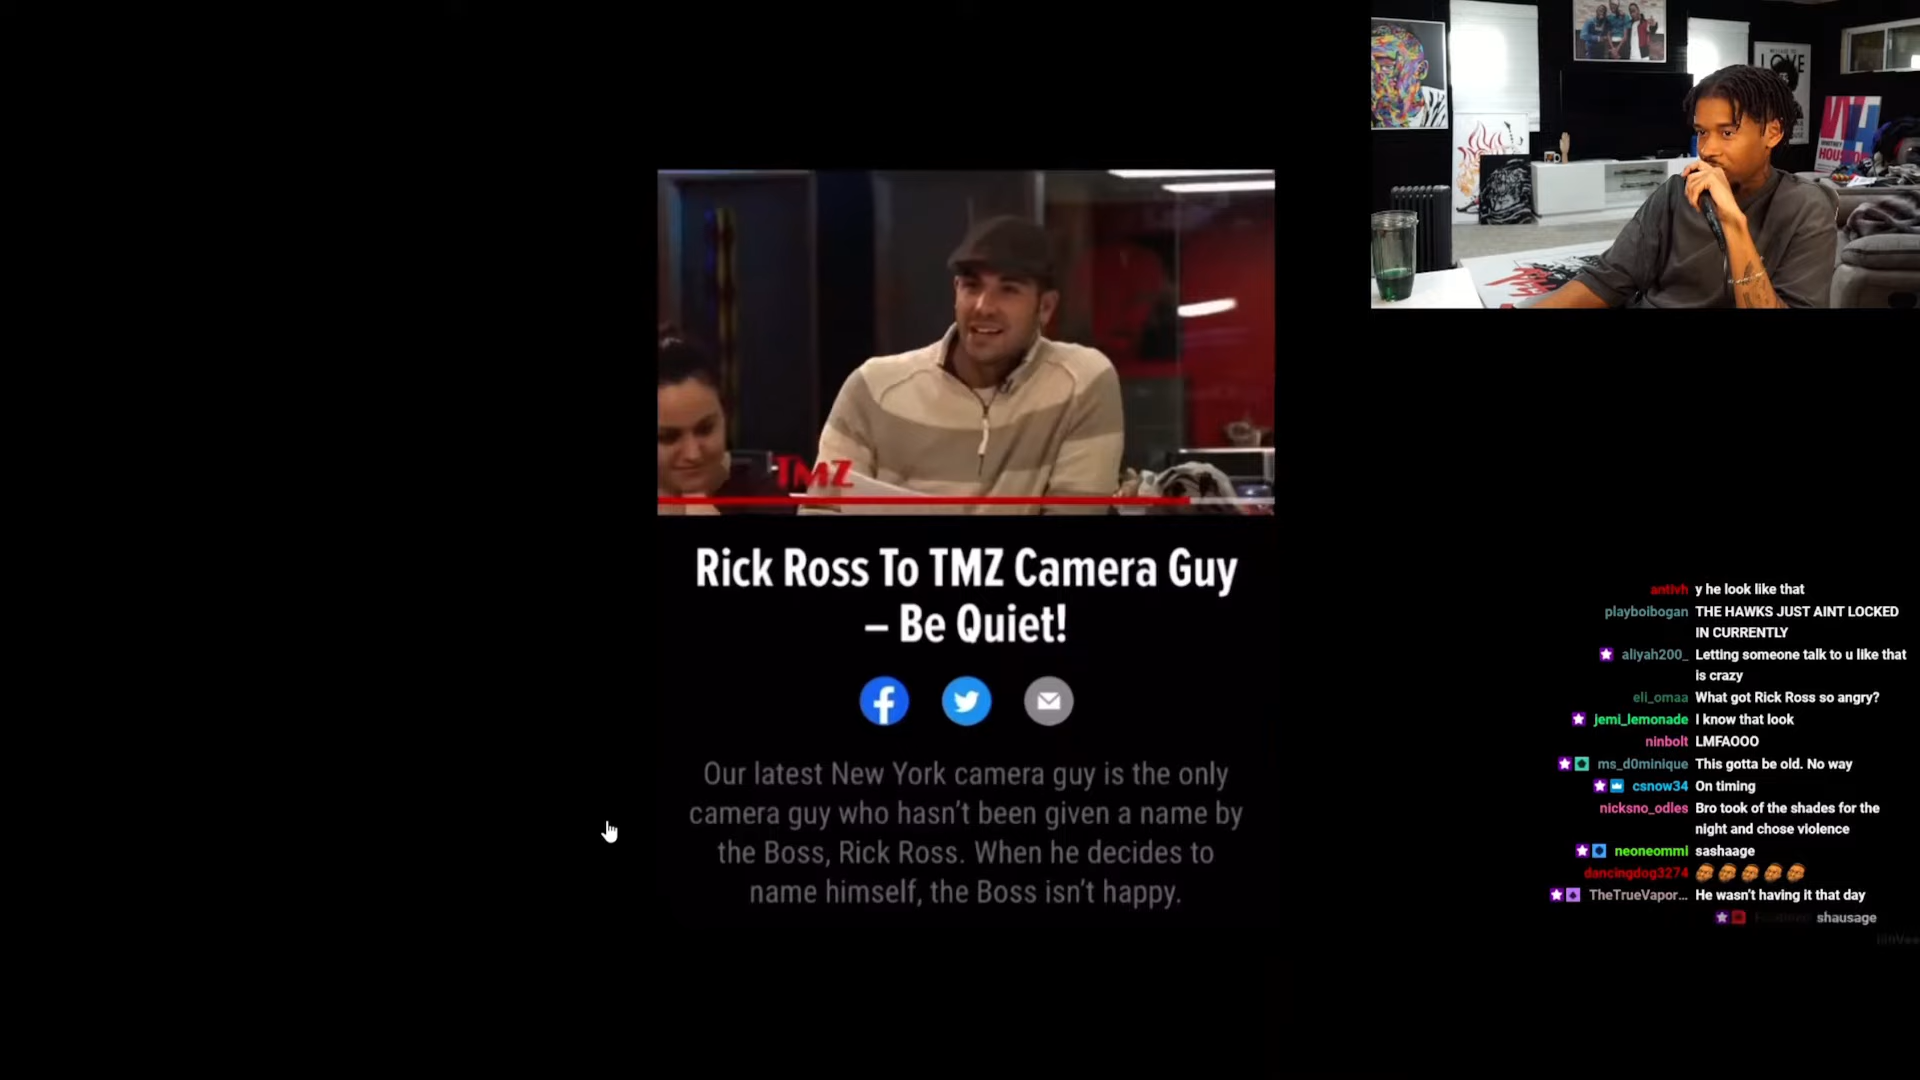 TMZ
Rick Ross To TMZ Camera Guy
– Be Quiet!
Our latest New York camera guy is the only
camera guy who hasn't been given a name by
the Boss, Rick Ross. When he decides to
name himself, the Boss isn't happy.
LOVE
HOUSTON
antivh y he look like that
playboibogan THE HAWKS JUST AINT LOCKED
IN CURRENTLY
aliyah200_ Letting someone talk to u like that
is crazy
eli_omaa What got Rick Ross so angry?
jemi_lemonade I know that look
ninbolt LMFAOOO
ms_d0minique This gotta be old. No way
csnow34 On timing
nicksno_odles Bro took of the shades for the
night and chose violence
neoneomml sashaage
dancingdog3274
TheTrueVapor... He wasn't having it that day
shausage